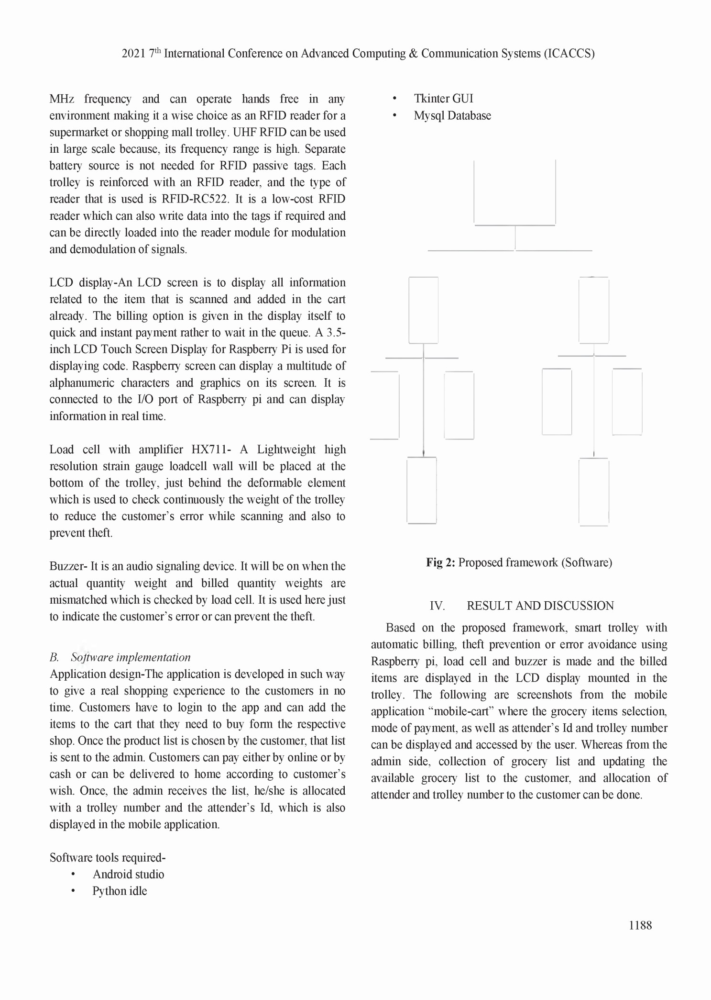 2021 7th International Conference on Advanced Computing & Communication Systems (ICACCS)
MHz frequency and can operate hands free in any
environment making it a wise choice as an RFID reader for a
supermarket or shopping mall trolley. UHF RFID can be used
in large scale because, its frequency range is high. Separate
battery source is not needed for RFID passive tags. Each
trolley is reinforced with an RFID reader, and the type of
reader that is used is RFID-RC522. It is a low-cost RFID
reader which can also write data into the tags if required and
can be directly loaded into the reader module for modulation
and demodulation of signals.
LCD display-An LCD screen is to display all information
related to the item that is scanned and added in the cart
already. The billing option is given in the display itself to
quick and instant payment rather to wait in the queue. A 3.5-
inch LCD Touch Screen Display for Raspberry Pi is used for
displaying code. Raspberry screen can display a multitude of
alphanumeric characters and graphics on its screen. It is
connected to the I/O port of Raspberry pi and can display
information in real time.
Load cell with amplifier HX711- A Lightweight high
resolution strain gauge loadcell wall will be placed at the
bottom of the trolley, just behind the deformable element
which is used to check continuously the weight of the trolley
to reduce the customer’s error while scanning and also to
prevent theft.
Buzzer- It is an audio signaling device. It will be on when the
actual quantity weight and billed quantity weights are
mismatched which is checked by load cell. It is used here just
to indicate the customer’s error or can prevent the theft.
B. Software implementation
Application design-The application is developed in such way
to give a real shopping experience to the customers in no
time. Customers have to login to the app and can add the
items to the cart that they need to buy form the respective
shop. Once the product list is chosen by the customer, that list
is sent to the admin. Customers can pay either by online or by
cash or can be delivered to home according to customer’s
wish. Once, the admin receives the list, he/she is allocated
with a trolley number and the attender’s Id, which is also
displayed in the mobile application.
Software tools required-
• Android studio
• Python idle
• Tkinter GUI
• Mysql Database
Fig 2: Proposed framework (Software)
IV. RESULT AND DISCUSSION
Based on the proposed framework, smart trolley with
automatic billing, theft prevention or error avoidance using
Raspberry pi, load cell and buzzer is made and the billed
items are displayed in the LCD display mounted in the
trolley. The following are screenshots from the mobile
application “mobile-cart” where the grocery items selection,
mode of payment, as well as attender’s Id and trolley number
can be displayed and accessed by the user. Whereas from the
admin side, collection of grocery list and updating the
available grocery list to the customer, and allocation of
attender and trolley number to the customer can be done.
1188